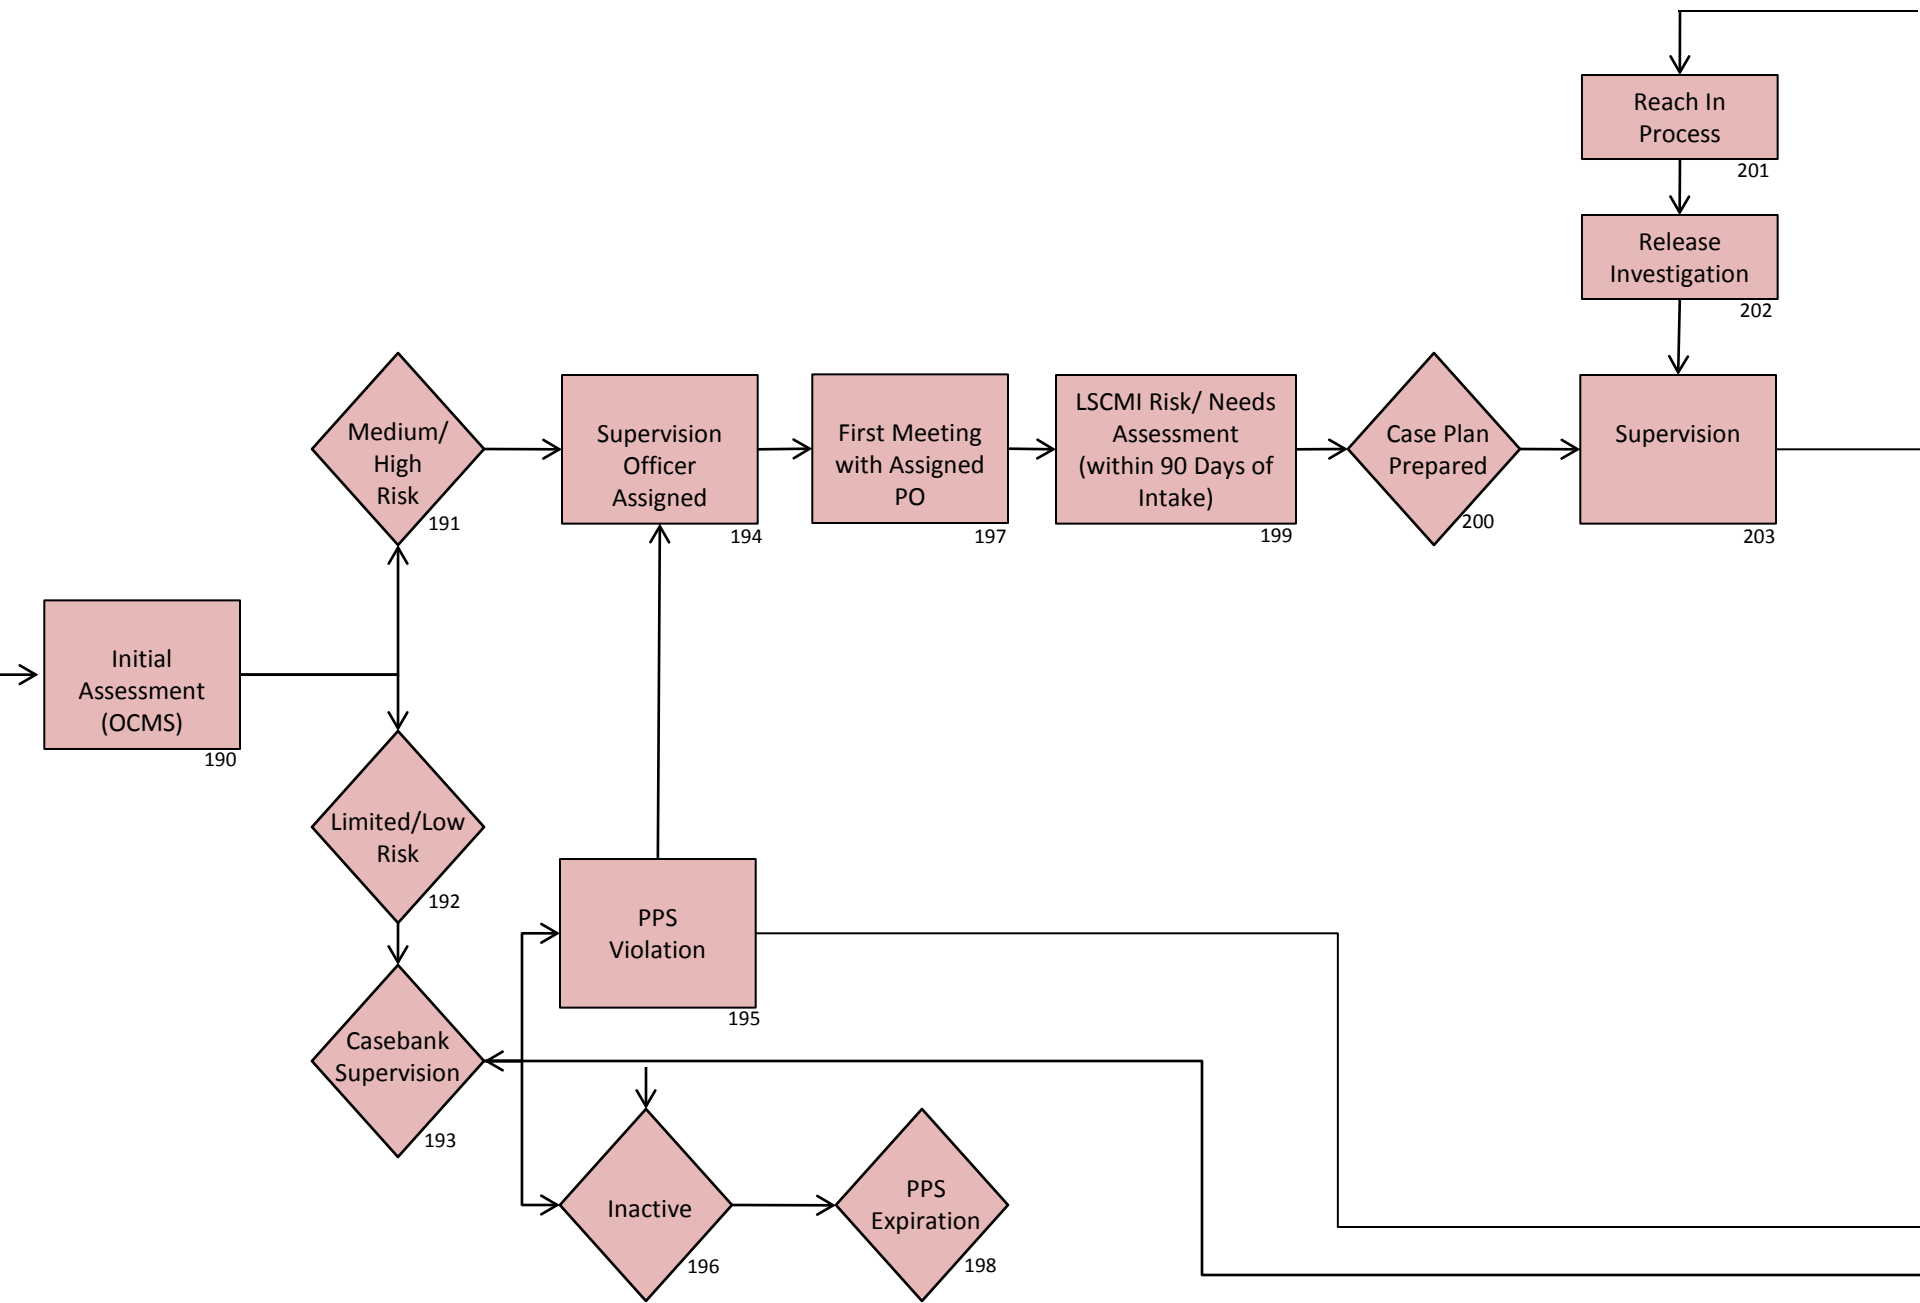 Reach In
Process
201
Release
Investigation
202
Medium/
High
Risk
191
Supervision
Officer
Assigned
194
First Meeting
with Assigned
PO
197
LSCMI Risk/ Needs
Assessment
(within 90 Days of
Intake)
199
Case Plan
Prepared
200
Supervision
203
Initial
Assessment
(OCMS)
190
Limited/Low
Risk
192
PPS
Violation
195
Casebank
Supervision
193
Inactive
196
PPS
Expiration
198